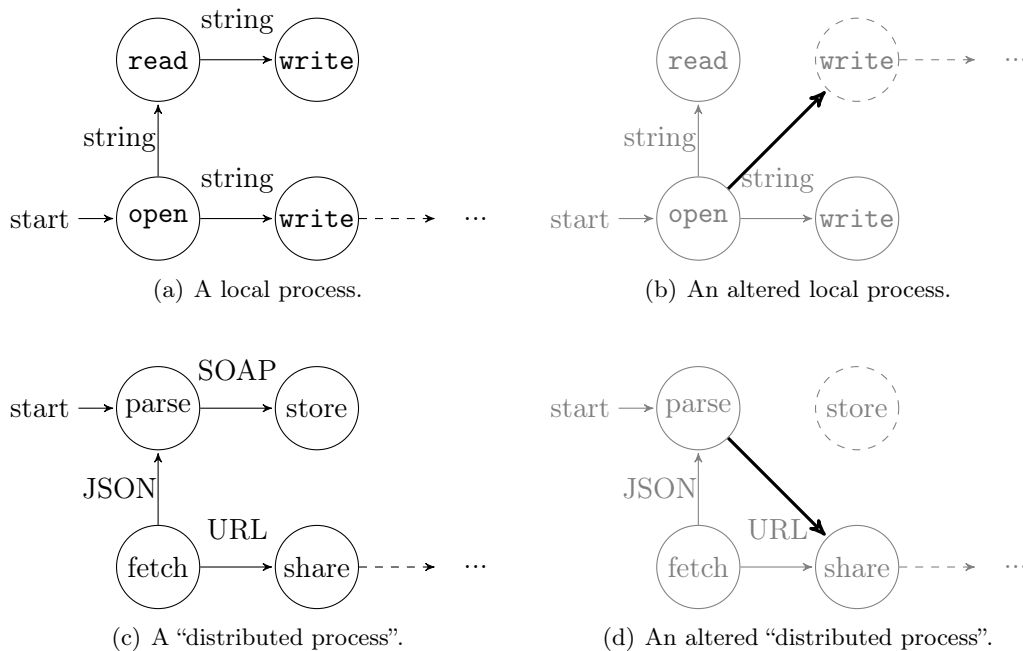 string
read
write
string
string
start
open
write
...
(a) A local process.
read
write
...
string
string
start
open
write
(b) An altered local process.
SOAP
start
parse
store
JSON
URL
fetch
share
...
(c) A “distributed process”.
start
parse
store
JSON
URL
fetch
share
...
(d) An altered “distributed process”.